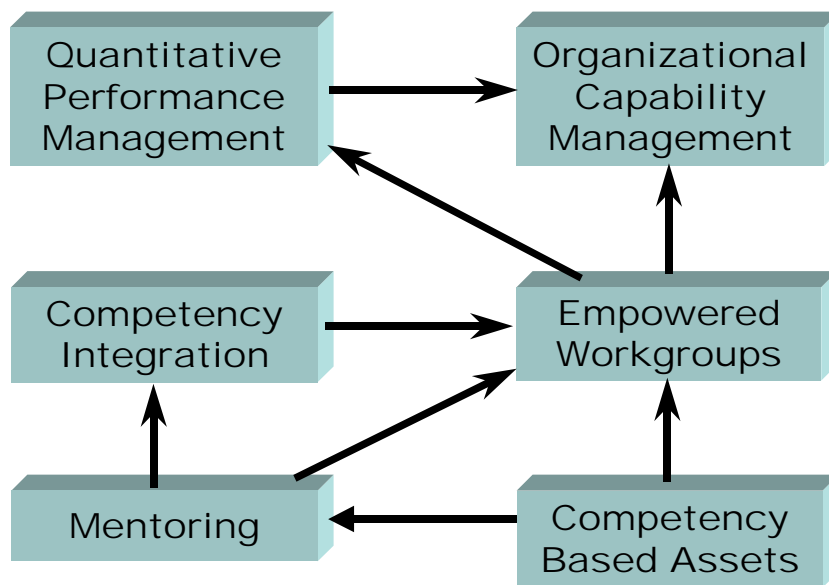 Quantitative
Performance
Management
Organizational
Capability
Management
Competency
Integration
Empowered
Workgroups
Mentoring
Competency
Based Assets